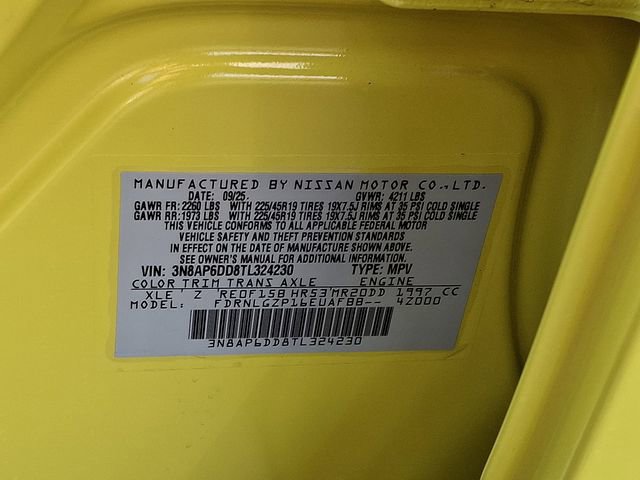 MANUFACTURED BY NISSAN MOTOR CO.,LTD.
DATE: 09/25 GVWR: 4211 LBS
GAWR FR: 2260 LBS WITH 225/45R19 TIRES 19X7.5J RIMS AT 35 PSI COLD SINGLE
GAWR RR: 1973 LBS WITH 225/45R19 TIRES 19X7.5J RIMS AT 35 PSI COLD SINGLE
THIS VEHICLE CONFORMS TO ALL APPLICABLE FEDERAL MOTOR
VEHICLE SAFETY AND THEFT PREVENTION STANDARDS
IN EFFECT ON THE DATE OF MANUFACTURE SHOWN ABOVE.
SEE OWNER'S MANUAL FOR ADDITIONAL INFORMATION.
VIN: 3N8AP6DD8TL324230 TYPE: MPV
COLOR TRIM TRANS AXLE ENGINE
XLE Z RE0F15B HR53 MR20DD 1997 CC
MODEL: FDRNLGZP16EUAFBB-- 4Z000
3N8AP6DD8TL324230